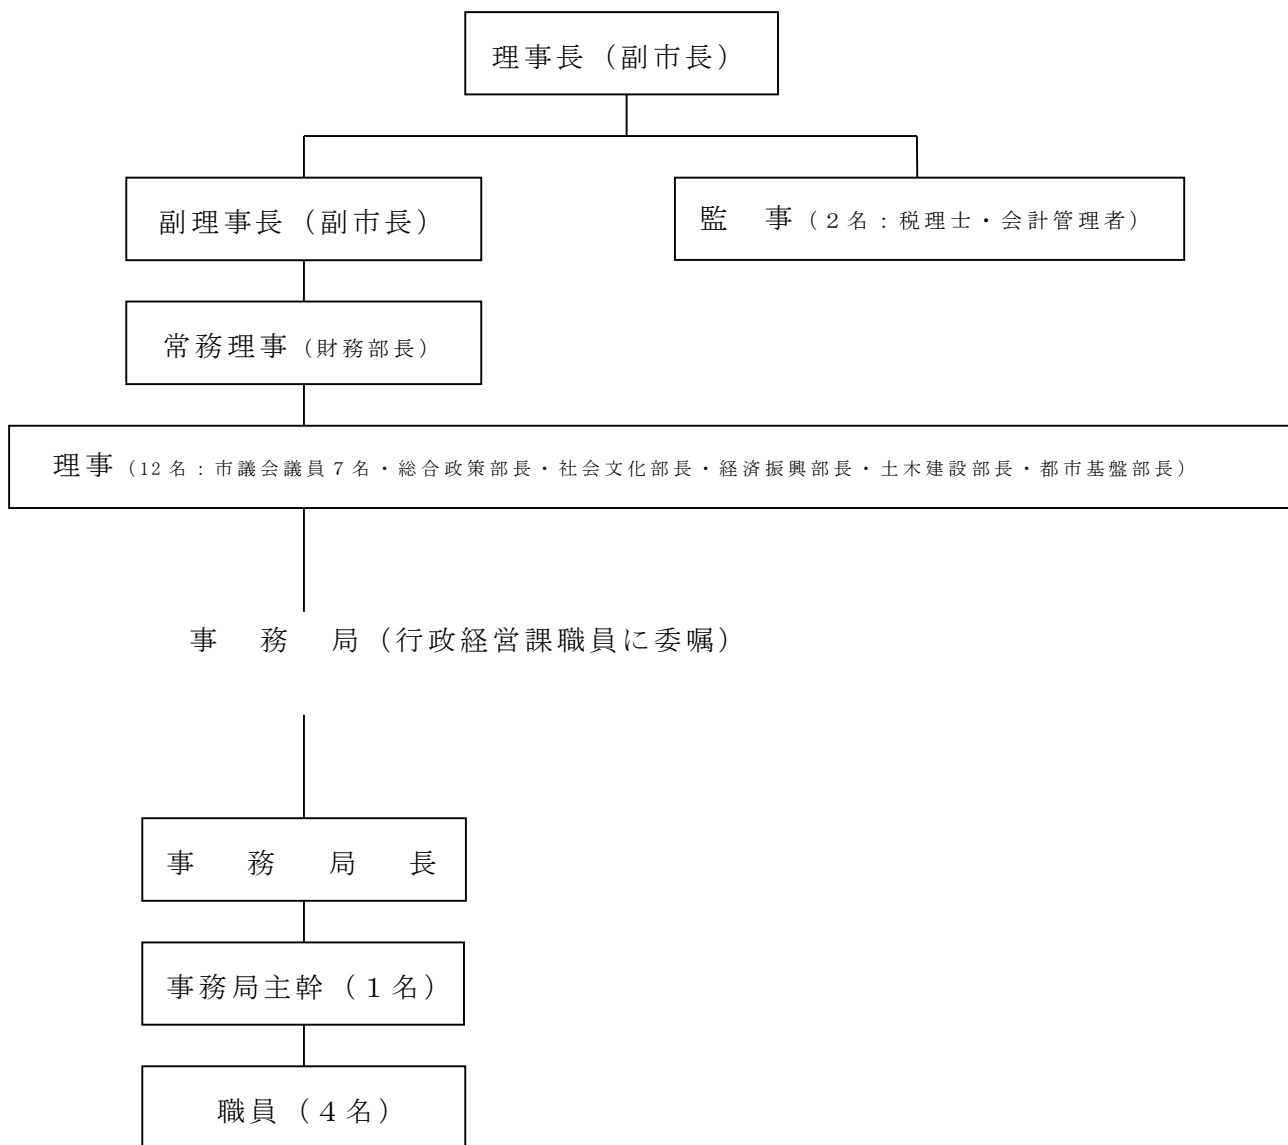 理事長（副市長）
副理事長（副市長）
監　事（２名：税理士・会計管理者）
常務理事（財務部長）
理事（12名：市議会議員７名・総合政策部長・社会文化部長・経済振興部長・土木建設部長・都市基盤部長）
事　務　局（行政経営課職員に委嘱）
事　務　局　長
事務局主幹（１名）
職員（４名）